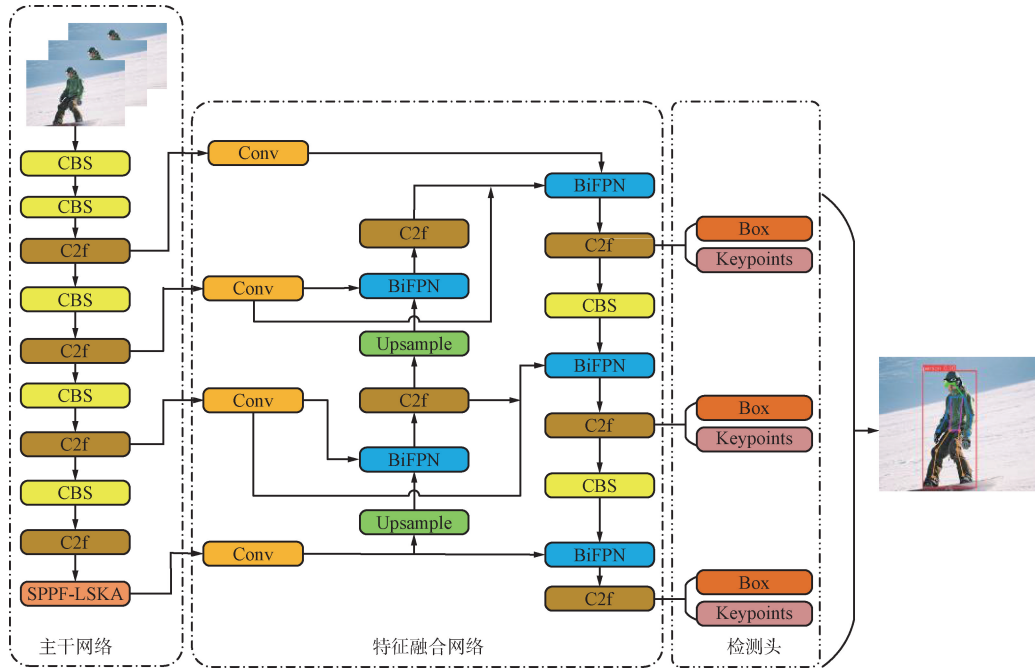 CBS
CBS
C2f
CBS
C2f
CBS
C2f
CBS
C2f
SPPF-LSKA
主干网络
Conv
Conv
Conv
Conv
C2f
BiFPN
Upsample
C2f
BiFPN
Upsample
BiFPN
C2f
CBS
BiFPN
C2f
CBS
BiFPN
C2f
特征融合网络
Box
Keypoints
Box
Keypoints
Box
Keypoints
检测头